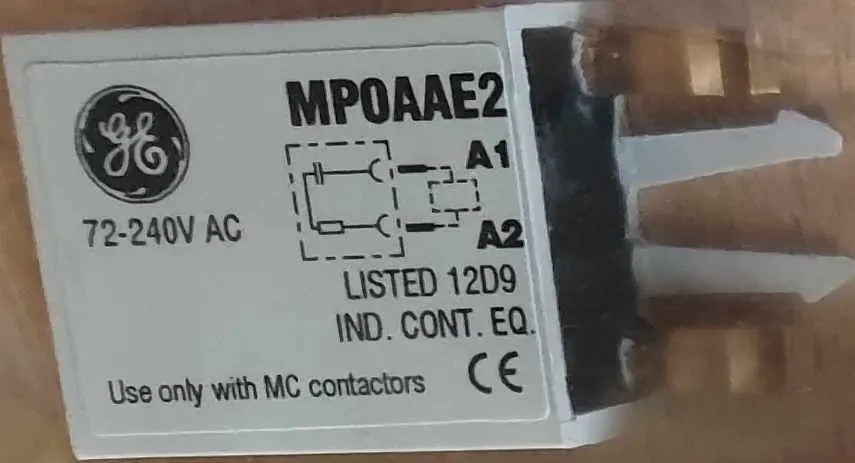 GE
MP0AAE2
A1
72-240V AC
A2
LISTED 12D9
IND. CONT. EQ.
Use only with MC contactors CE